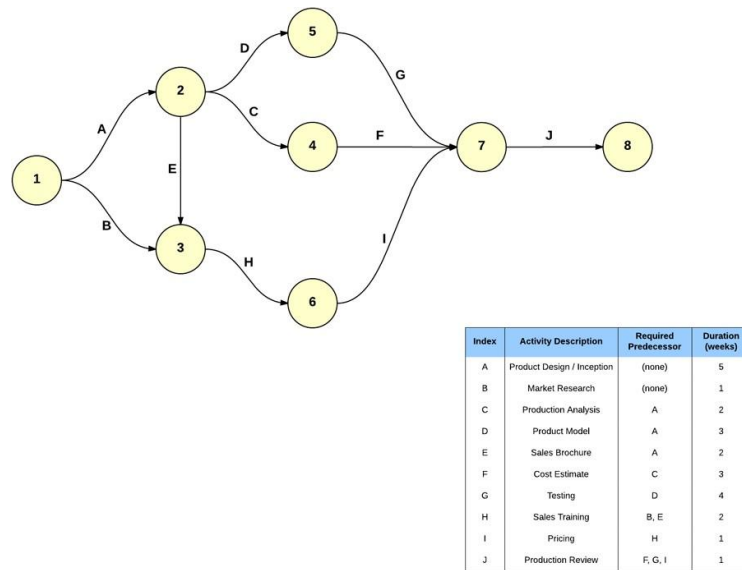 5
D
G
2
C
A
4
F
7
J
8
E
1
B
3
H
I
6
Index Activity Description Required Predecessor Duration (weeks)
A Product Design / Inception (none) 5
B Market Research (none) 1
C Production Analysis A 2
D Product Model A 3
E Sales Brochure A 2
F Cost Estimate C 3
G Testing D 4
H Sales Training B, E 2
I Pricing H 1
J Production Review F, G, I 1